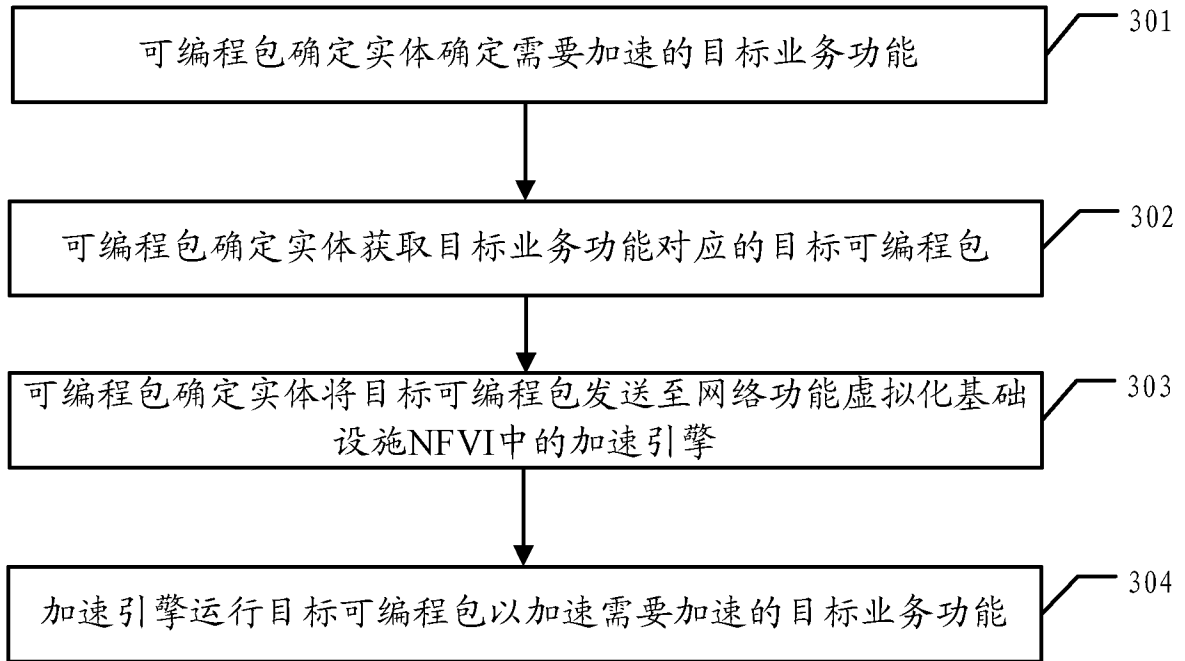 可编程包确定实体确定需要加速的目标业务功能
301
可编程包确定实体获取目标业务功能对应的目标可编程包
302
可编程包确定实体将目标可编程包发送至网络功能虚拟化基础
设施NFVI中的加速引擎
303
加速引擎运行目标可编程包以加速需要加速的目标业务功能
304